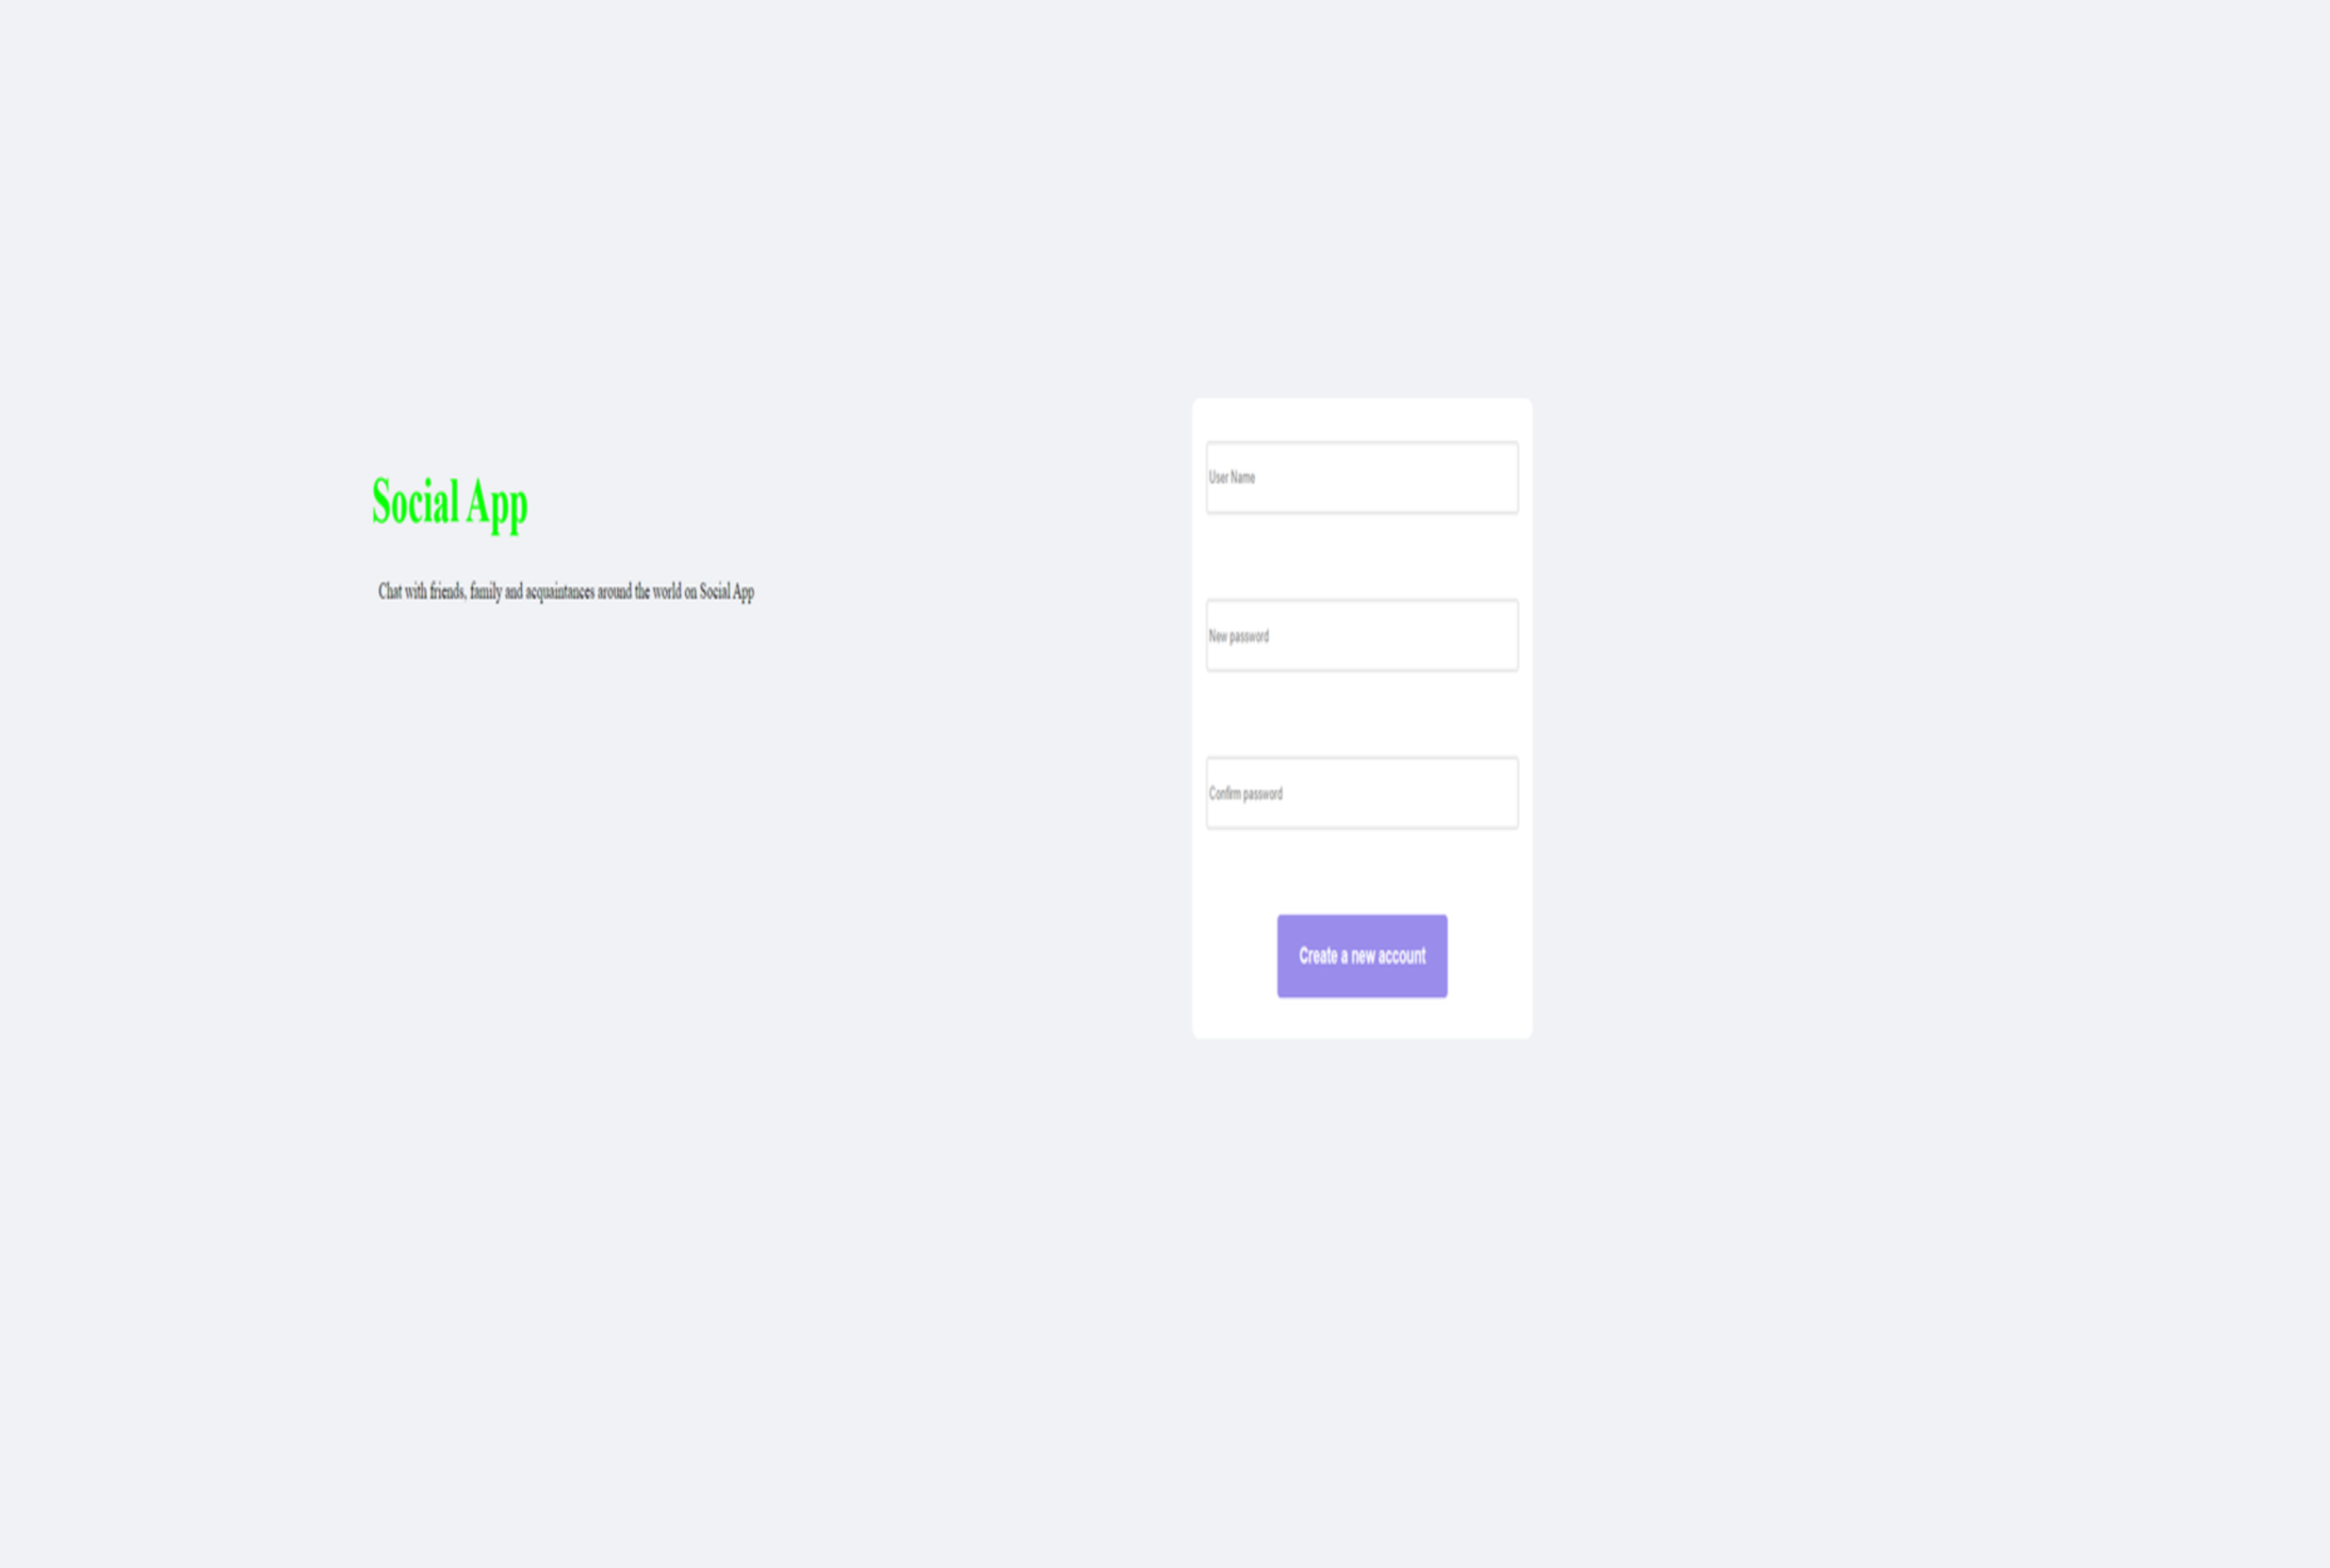 Social App
Chat with friends, family and acquaintances around the world on Social App
User Name
New password
Confirm password
Create a new account